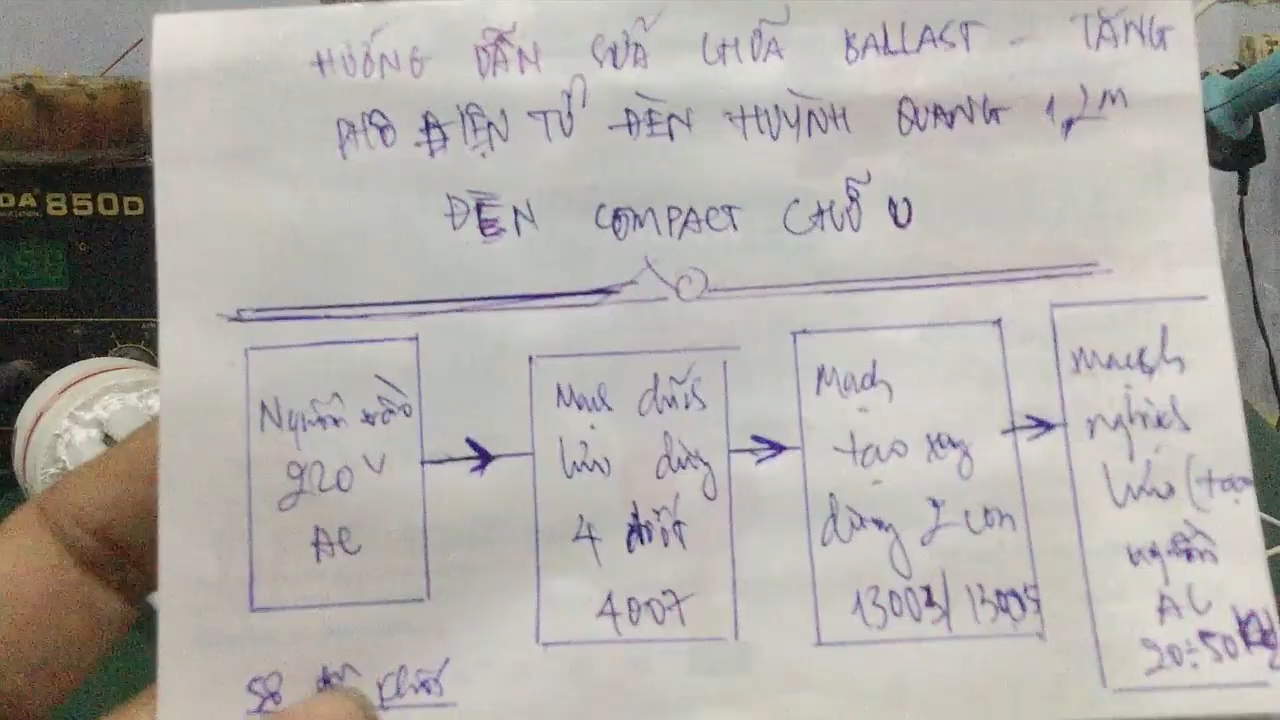 HƯỚNG DẪN SỬA CHỮA BALLAST - TĂNG
PHÔ ĐIỆN TỬ ĐÈN HUỲNH QUANG 1,2M
ĐÈN COMPACT CHỮ U
DA 850D
Nguồn vào
220V
AC
Mạch chỉnh
lưu dùng
4 điốt
4007
Mạch
tạo xung
dùng 2 con
13003/13005
Mạch
nghịch
lưu (tạo
nguồn
AC
20÷50KHz
Sơ đồ khối